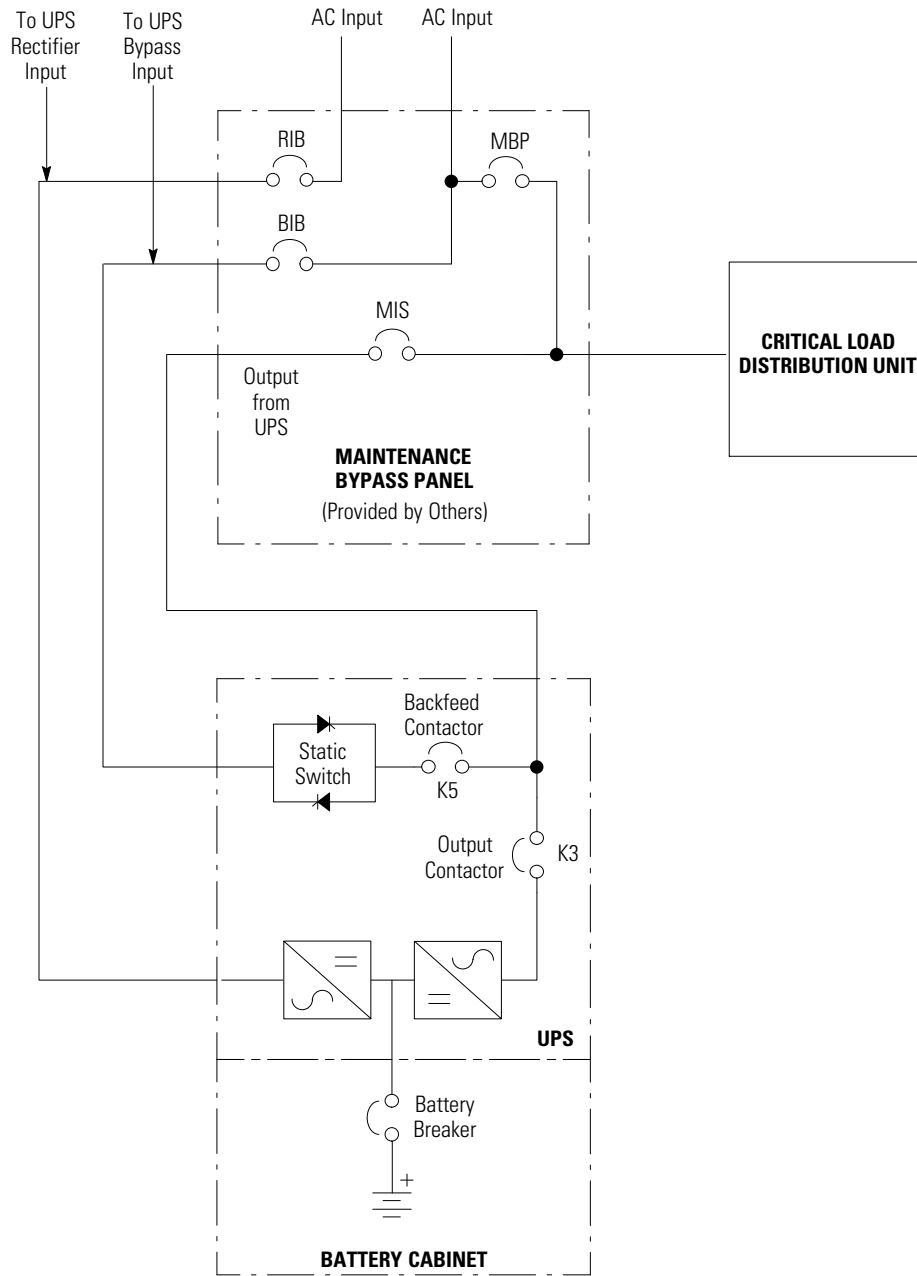 To UPS
Rectifier
Input
To UPS
Bypass
Input
AC Input
AC Input
RIB
MBP
BIB
MIS
Output
from
UPS
CRITICAL LOAD
DISTRIBUTION UNIT
MAINTENANCE
BYPASS PANEL
(Provided by Others)
Backfeed
Contactor
Static
Switch
K5
Output
Contactor
K3
UPS
Battery
Breaker
+
BATTERY CABINET